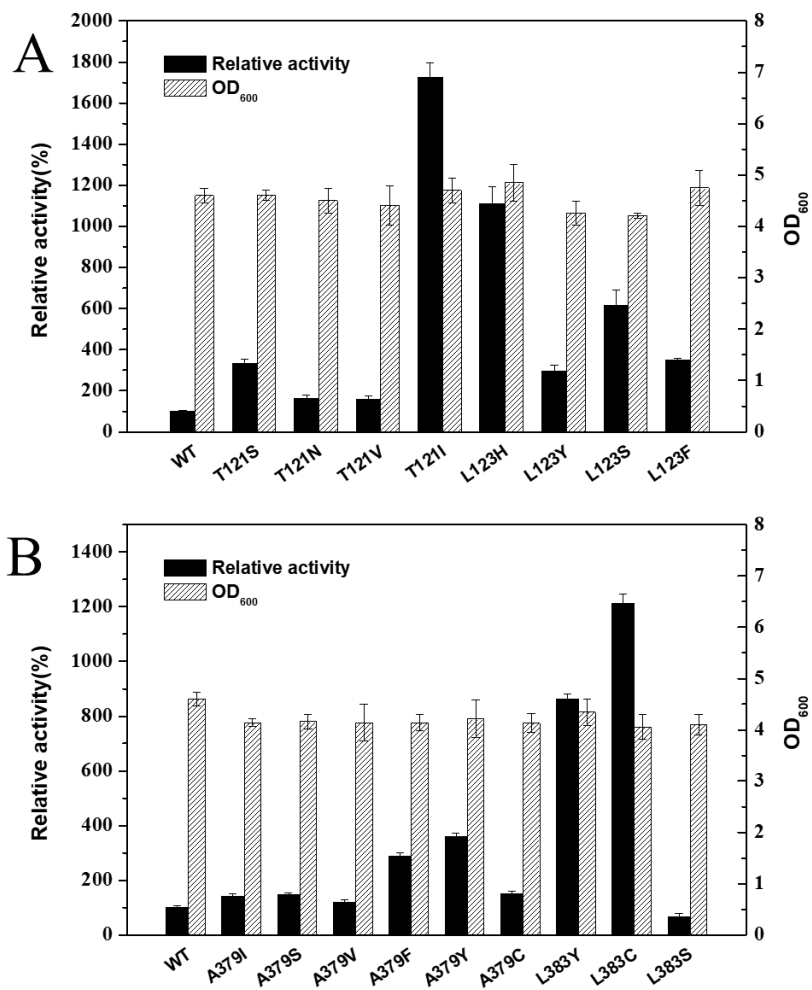 A
Relative activity(%)
2000
1800
1600
1400
1200
1000
800
600
400
200
0
Relative activity
OD600
8
7
6
5
4
3
2
1
0
OD600
WT
T121S
T121N
T121V
T121I
L123H
L123Y
L123S
L123F
B
Relative activity(%)
1400
1200
1000
800
600
400
200
0
Relative activity
OD600
8
7
6
5
4
3
2
1
0
OD600
WT
A379I
A379S
A379V
A379F
A379Y
A379C
L383Y
L383C
L383S